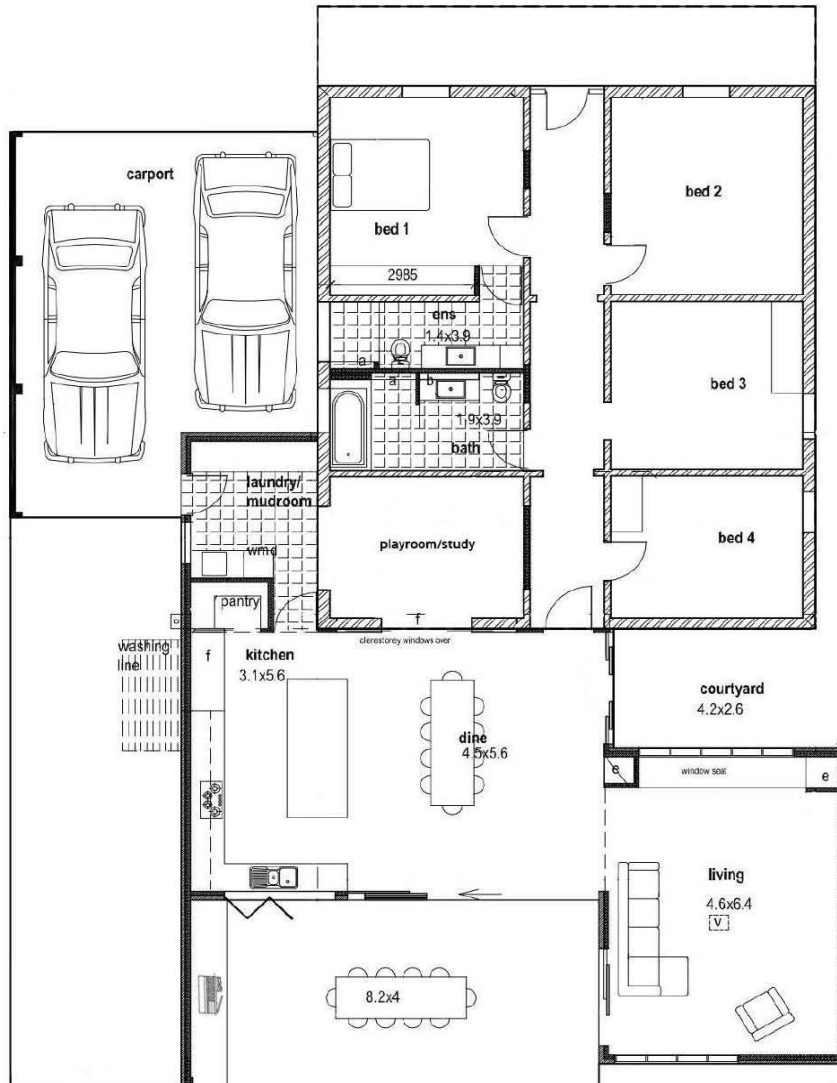 carport
bed 1
bed 2
2985
ens
1.4x3.9
a
a
b
1.9x3.9
bath
bed 3
laundry/
mudroom
wmd
playroom/study
bed 4
pantry
f
clerestorey windows over
washing
line
f
kitchen
3.1x5.6
dine
4.5x5.6
courtyard
4.2x2.6
e
window seat
e
living
4.6x6.4
v
8.2x4